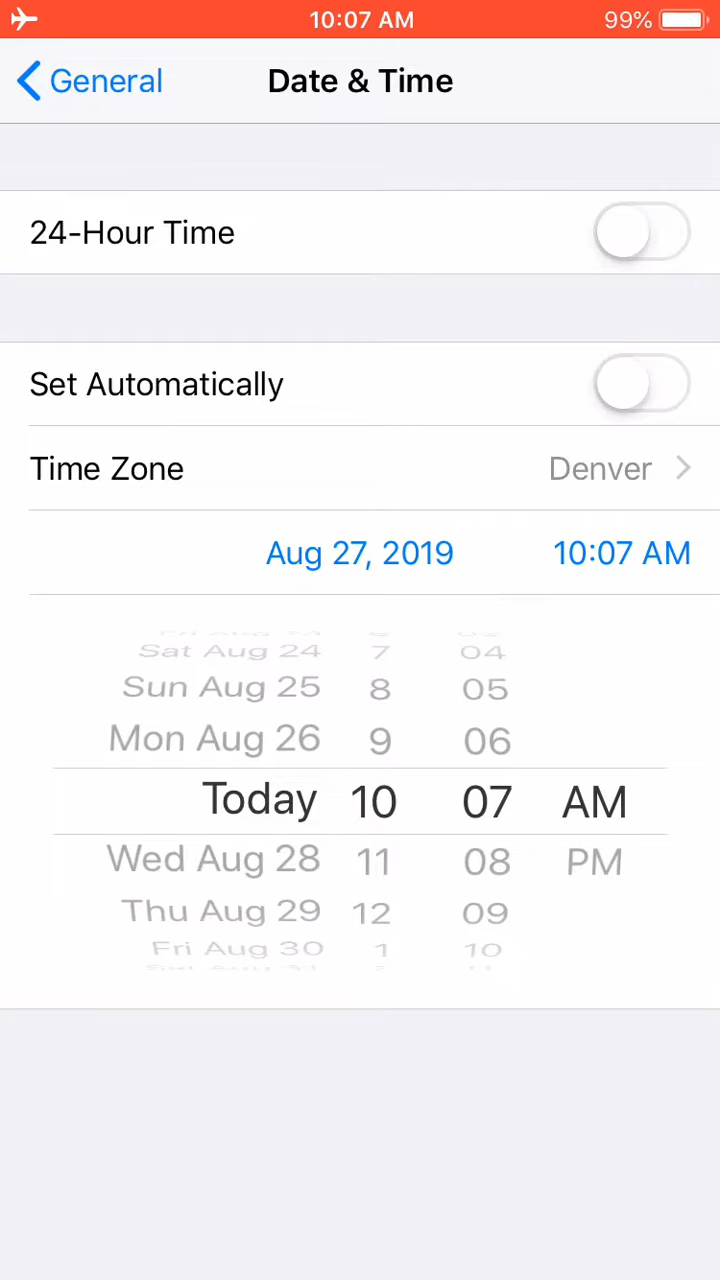 10:07 AM 99%
General Date & Time
24-Hour Time
Set Automatically
Time Zone Denver
Aug 27, 2019 10:07 AM
Sat Aug 24 7 04
Sun Aug 25 8 05
Mon Aug 26 9 06
Today 10 07 AM
Wed Aug 28 11 08 PM
Thu Aug 29 12 09
Fri Aug 30 1 10